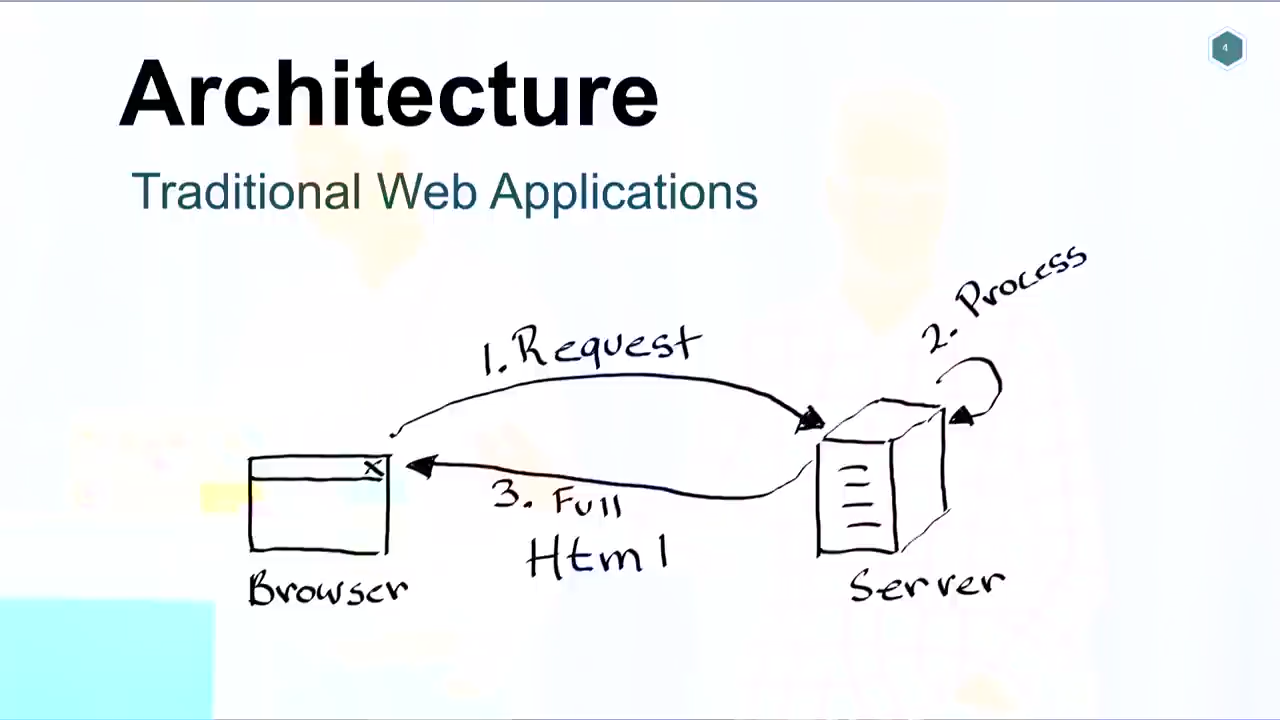 4
Architecture
Traditional Web Applications
2. Process
1. Request
x
3. Full
Html
Browser
Server